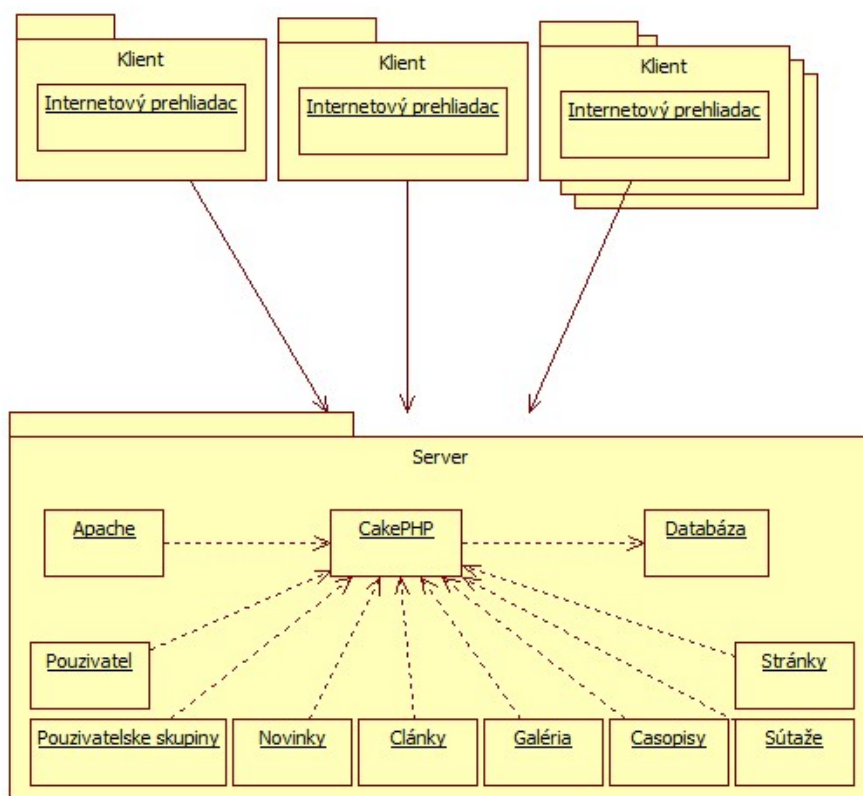 Klient
Internetový prehliadac
Klient
Internetový prehliadac
Klient
Internetový prehliadac
Server
Apache
CakePHP
Databáza
Pouzivatel
Stránky
Pouzivatelske skupiny
Novinky
Clánky
Galéria
Casopisy
Sútaže